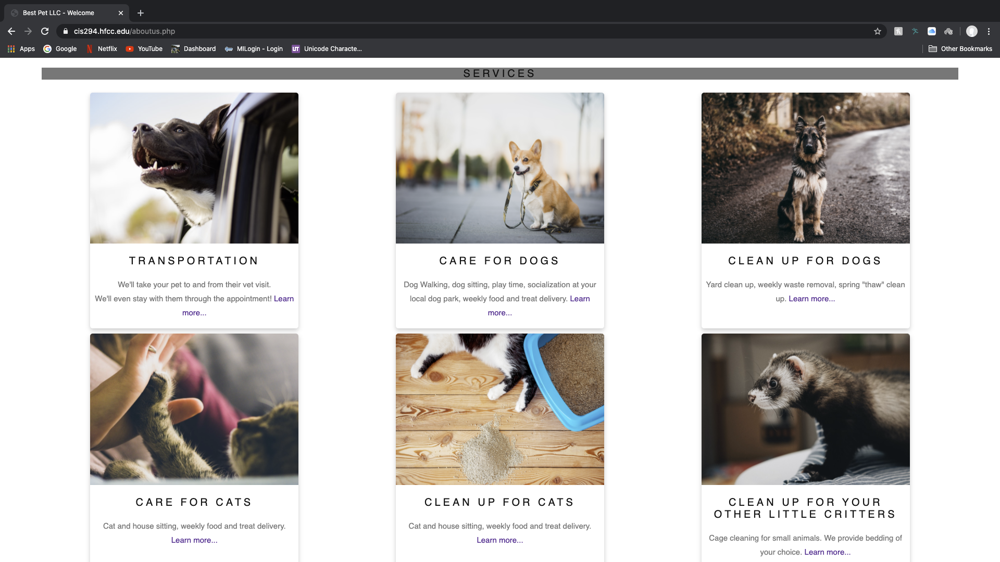 Best Pet LLC - Welcome
cis294.hfcc.edu/aboutus.php
Apps
Google
Netflix
YouTube
Dashboard
MILogin - Login
UT
Unicode Characte...
Other Bookmarks
SERVICES
TRANSPORTATION
We'll take your pet to and from their vet visit.
We'll even stay with them through the appointment! Learn
more...
CARE FOR DOGS
Dog Walking, dog sitting, play time, socialization at your
local dog park, weekly food and treat delivery. Learn
more...
CLEAN UP FOR DOGS
Yard clean up, weekly waste removal, spring "thaw" clean
up. Learn more...
CARE FOR CATS
Cat and house sitting, weekly food and treat delivery.
Learn more...
CLEAN UP FOR CATS
Cat and house sitting, weekly food and treat delivery.
Learn more...
CLEAN UP FOR YOUR
OTHER LITTLE CRITTERS
Cage cleaning for small animals. We provide bedding of
your choice. Learn more...